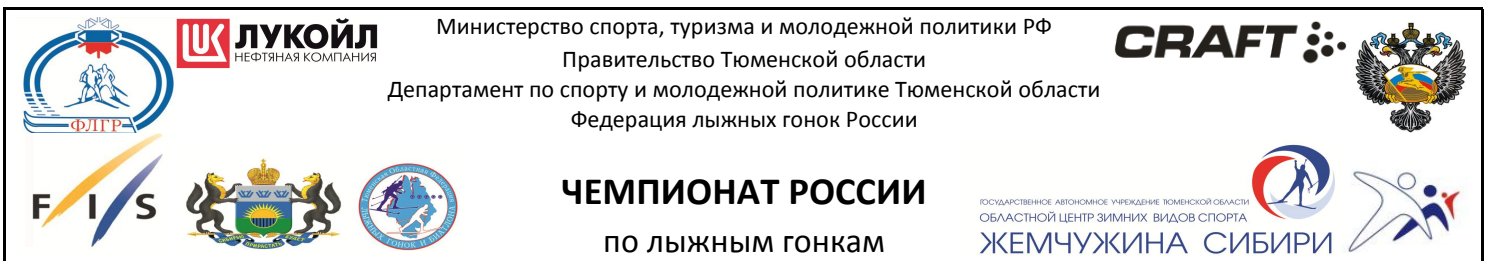 ЛУКОЙЛ
НЕФТЯНАЯ КОМПАНИЯ
Министерство спорта, туризма и молодежной политики РФ
Правительство Тюменской области
Департамент по спорту и молодежной политике Тюменской области
Федерация лыжных гонок России
CRAFT
ФЛГР
FIS
ЧЕМПИОНАТ РОССИИ
по лыжным гонкам
ГОСУДАРСТВЕННОЕ АВТОНОМНОЕ УЧРЕЖДЕНИЕ ТЮМЕНСКОЙ ОБЛАСТИ
ОБЛАСТНОЙ ЦЕНТР ЗИМНИХ ВИДОВ СПОРТА
ЖЕМЧУЖИНА СИБИРИ